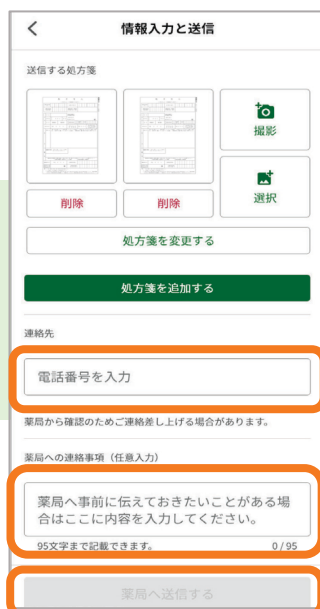 情報入力と送信
送信する処方箋
撮影
選択
削除
削除
処方箋を変更する
処方箋を追加する
連絡先
電話番号を入力
薬局から確認のためご連絡差し上げる場合があります。
薬局への連絡事項（任意入力）
薬局へ事前に伝えておきたいことがある場
合はここに内容を入力してください。
95文字まで記載できます。 0 / 95
薬局へ送信する